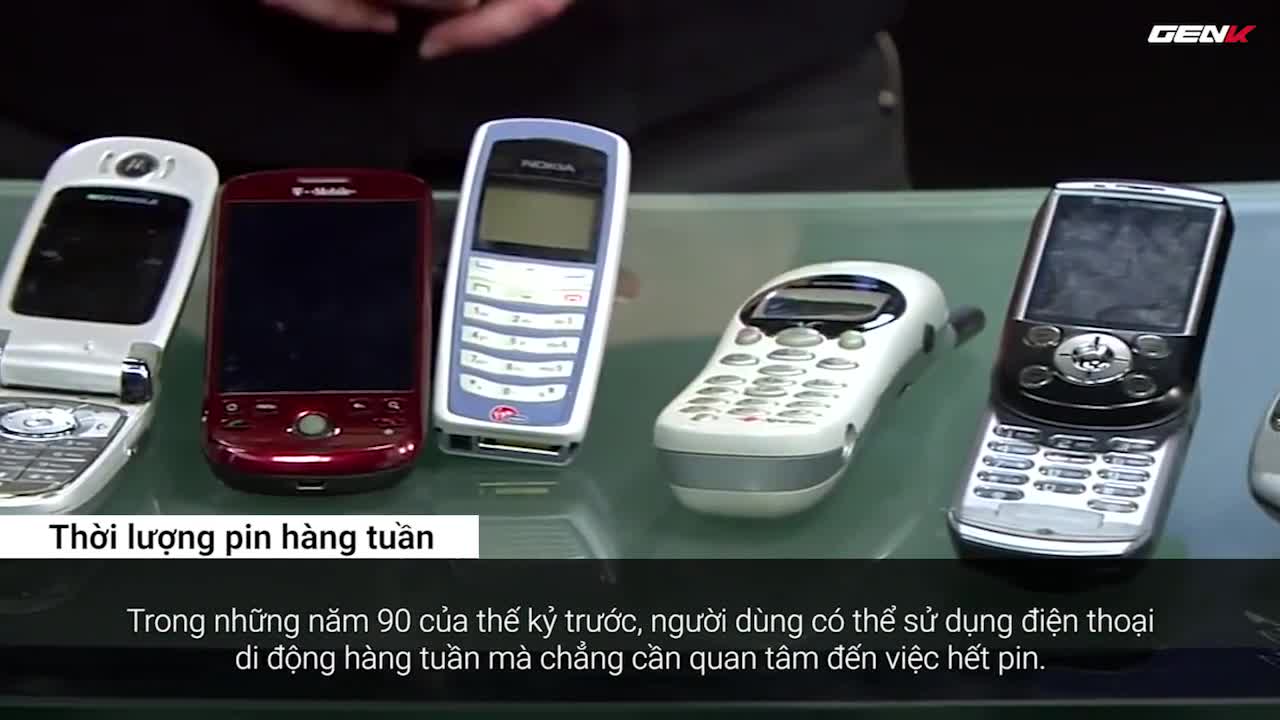 GENK
MOTOROLA
T-Mobile
NOKIA
Thời lượng pin hàng tuần
Trong những năm 90 của thế kỷ trước, người dùng có thể sử dụng điện thoại
di động hàng tuần mà chẳng cần quan tâm đến việc hết pin.